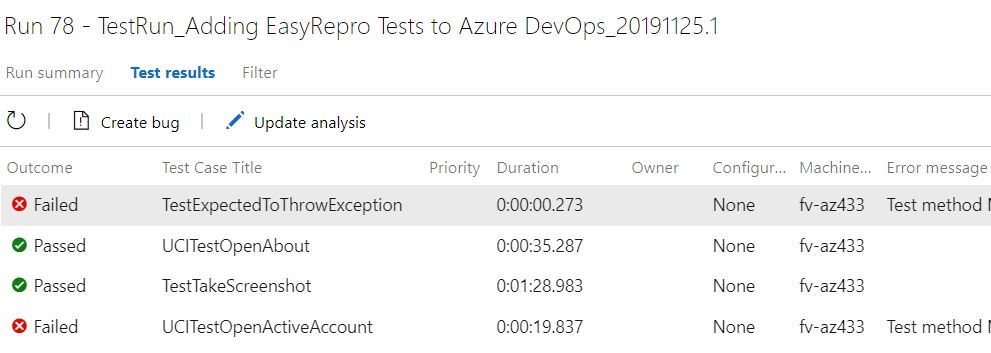 Run 78 - TestRun_Adding EasyRepro Tests to Azure DevOps_20191125.1
Run summary Test results Filter
Create bug Update analysis
Outcome Test Case Title Priority Duration Owner Configur... Machine... Error message
Failed TestExpectedToThrowException 0:00:00.273 None fv-az433 Test method
Passed UCITestOpenAbout 0:00:35.287 None fv-az433
Passed TestTakeScreenshot 0:01:28.983 None fv-az433
Failed UCITestOpenActiveAccount 0:00:19.837 None fv-az433 Test method